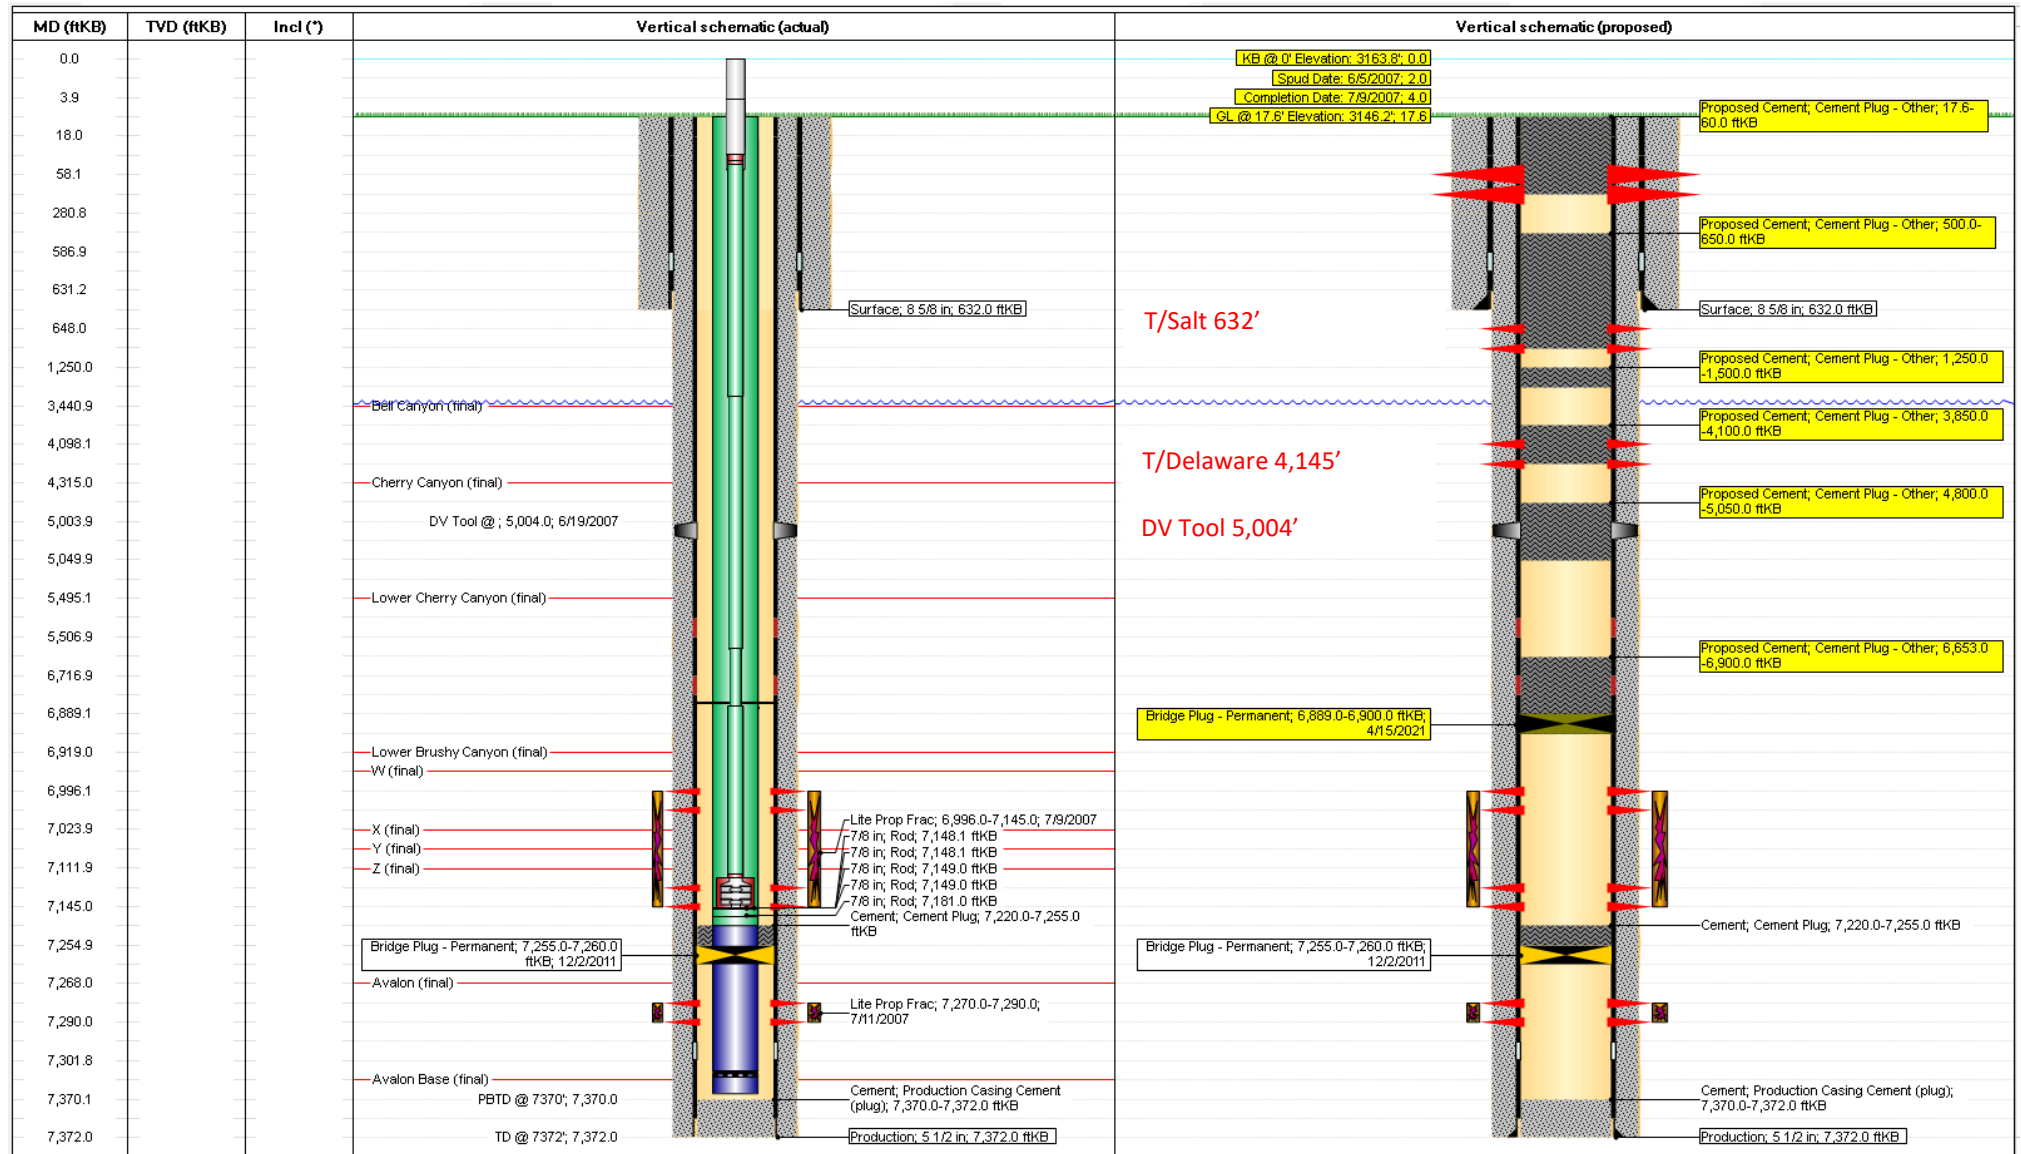 MD (ftKB) TVD (ftKB) Incl (°) Vertical schematic (actual) Vertical schematic (proposed)
0.0
3.9
18.0
58.1
280.8
586.9
631.2
648.0
1,250.0
3,440.9
4,098.1
4,315.0
5,003.9
5,049.9
5,495.1
5,506.9
6,716.9
6,889.1
6,919.0
6,996.1
7,023.9
7,111.9
7,145.0
7,254.9
7,268.0
7,290.0
7,301.8
7,370.1
7,372.0
Surface; 8 5/8 in; 632.0 ftKB
Bell Canyon (final)
Cherry Canyon (final)
DV Tool @ ; 5,004.0; 6/19/2007
Lower Cherry Canyon (final)
Lower Brushy Canyon (final)
W (final)
X (final)
Y (final)
Z (final)
Lite Prop Frac; 6,996.0-7,145.0; 7/9/2007
7/8 in; Rod; 7,148.1 ftKB
7/8 in; Rod; 7,148.1 ftKB
7/8 in; Rod; 7,149.0 ftKB
7/8 in; Rod; 7,149.0 ftKB
7/8 in; Rod; 7,181.0 ftKB
Cement; Cement Plug; 7,220.0-7,255.0
ftKB
Bridge Plug - Permanent; 7,255.0-7,260.0
ftKB; 12/2/2011
Avalon (final)
Lite Prop Frac; 7,270.0-7,290.0;
7/11/2007
Avalon Base (final)
PBTD @ 7370'; 7,370.0
Cement; Production Casing Cement
(plug); 7,370.0-7,372.0 ftKB
TD @ 7372'; 7,372.0
Production; 5 1/2 in; 7,372.0 ftKB
KB @ 0' Elevation: 3163.8'; 0.0
Spud Date: 6/5/2007; 2.0
Completion Date: 7/9/2007; 4.0
GL @ 17.6' Elevation: 3146.2'; 17.6
Proposed Cement; Cement Plug - Other; 17.6-
60.0 ftKB
Proposed Cement; Cement Plug - Other; 500.0-
650.0 ftKB
Surface; 8 5/8 in; 632.0 ftKB
T/Salt 632’
Proposed Cement; Cement Plug - Other; 1,250.0
-1,500.0 ftKB
Proposed Cement; Cement Plug - Other; 3,850.0
-4,100.0 ftKB
T/Delaware 4,145’
Proposed Cement; Cement Plug - Other; 4,800.0
-5,050.0 ftKB
DV Tool 5,004’
Proposed Cement; Cement Plug - Other; 6,653.0
-6,900.0 ftKB
Bridge Plug - Permanent; 6,889.0-6,900.0 ftKB;
4/15/2021
Cement; Cement Plug; 7,220.0-7,255.0 ftKB
Bridge Plug - Permanent; 7,255.0-7,260.0 ftKB;
12/2/2011
Cement; Production Casing Cement (plug);
7,370.0-7,372.0 ftKB
Production; 5 1/2 in; 7,372.0 ftKB